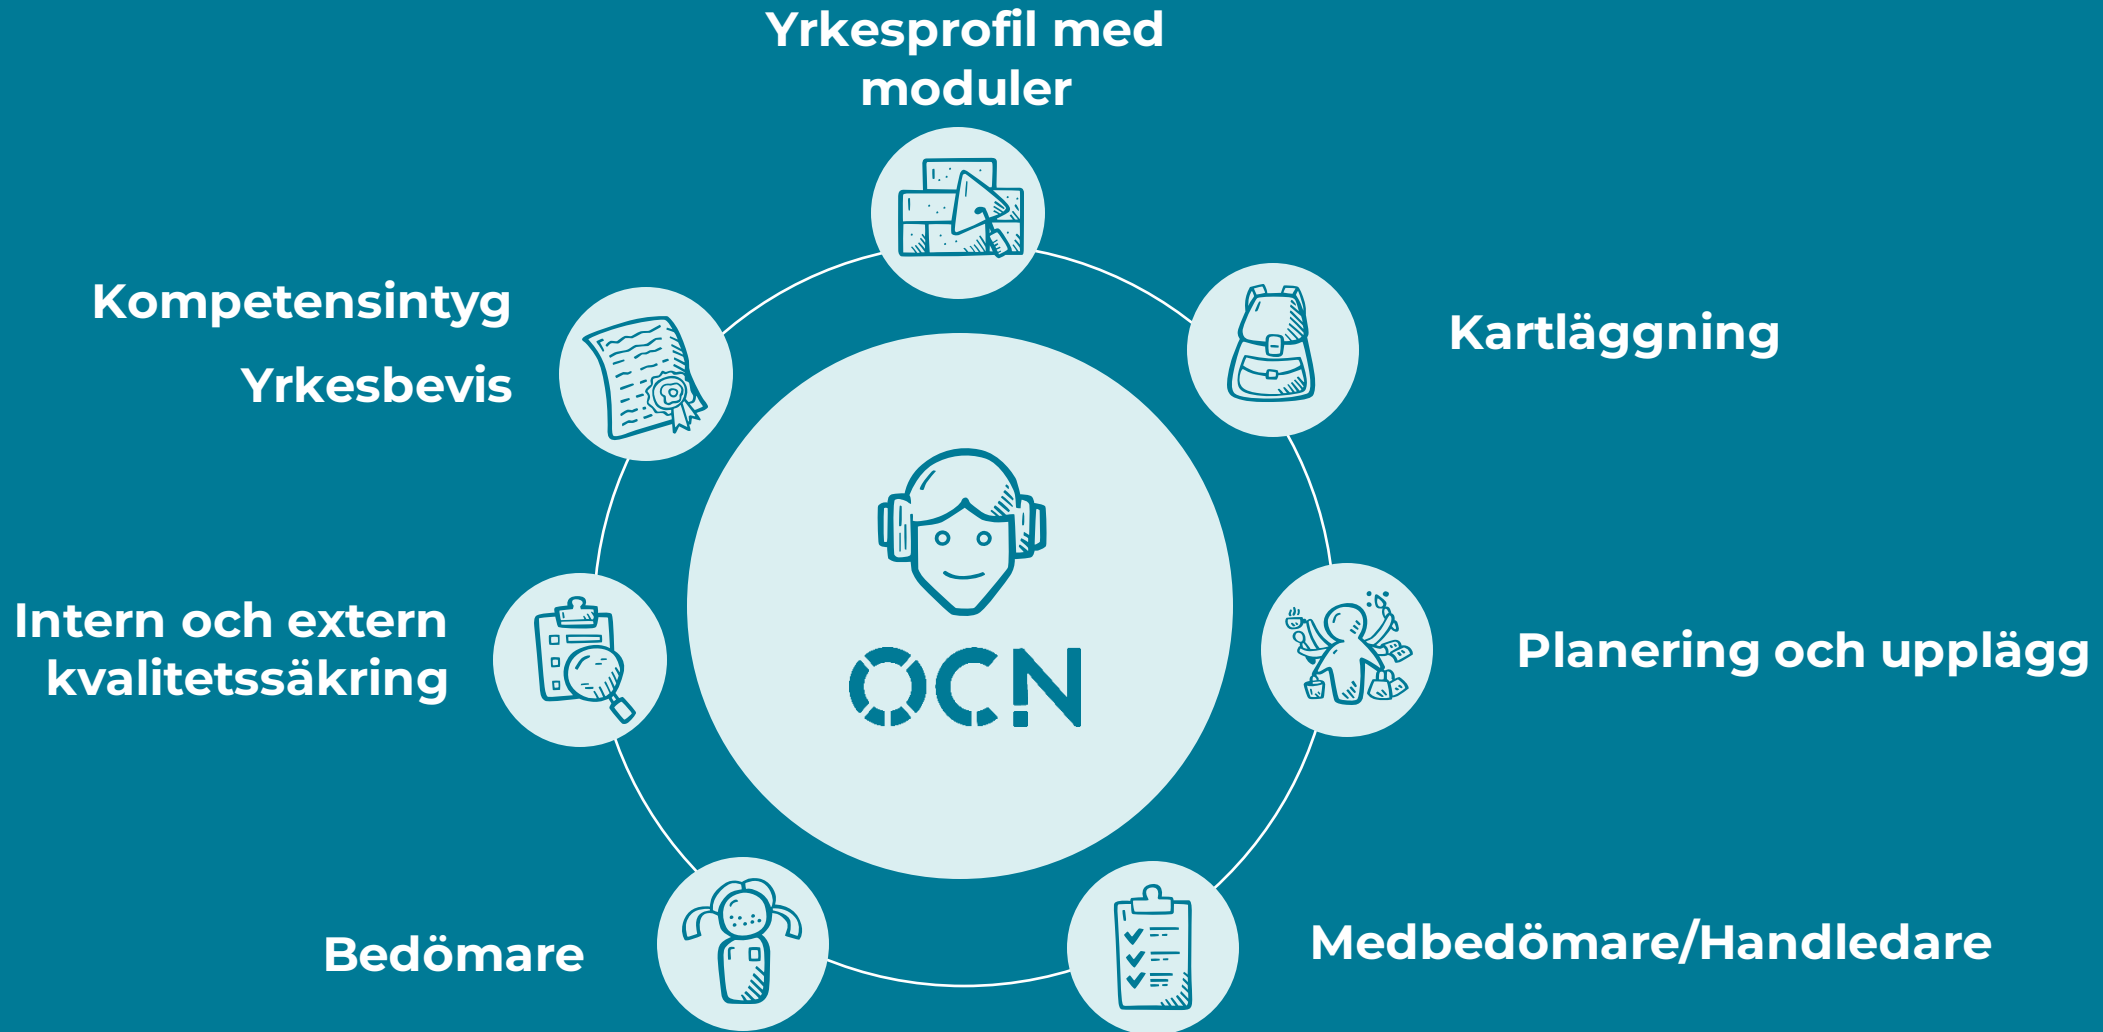 Yrkesprofil med
moduler
Kartläggning
Planering och upplägg
Medbedömare/Handledare
Bedömare
Intern och extern
kvalitetssäkring
Kompetensintyg
Yrkesbevis
OCN